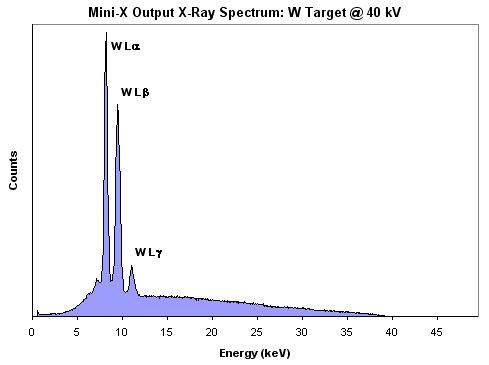 Mini-X Output X-Ray Spectrum: W Target @ 40 kV
W Lα
W Lβ
W Lγ
Counts
0 5 10 15 20 25 30 35 40 45
Energy (keV)